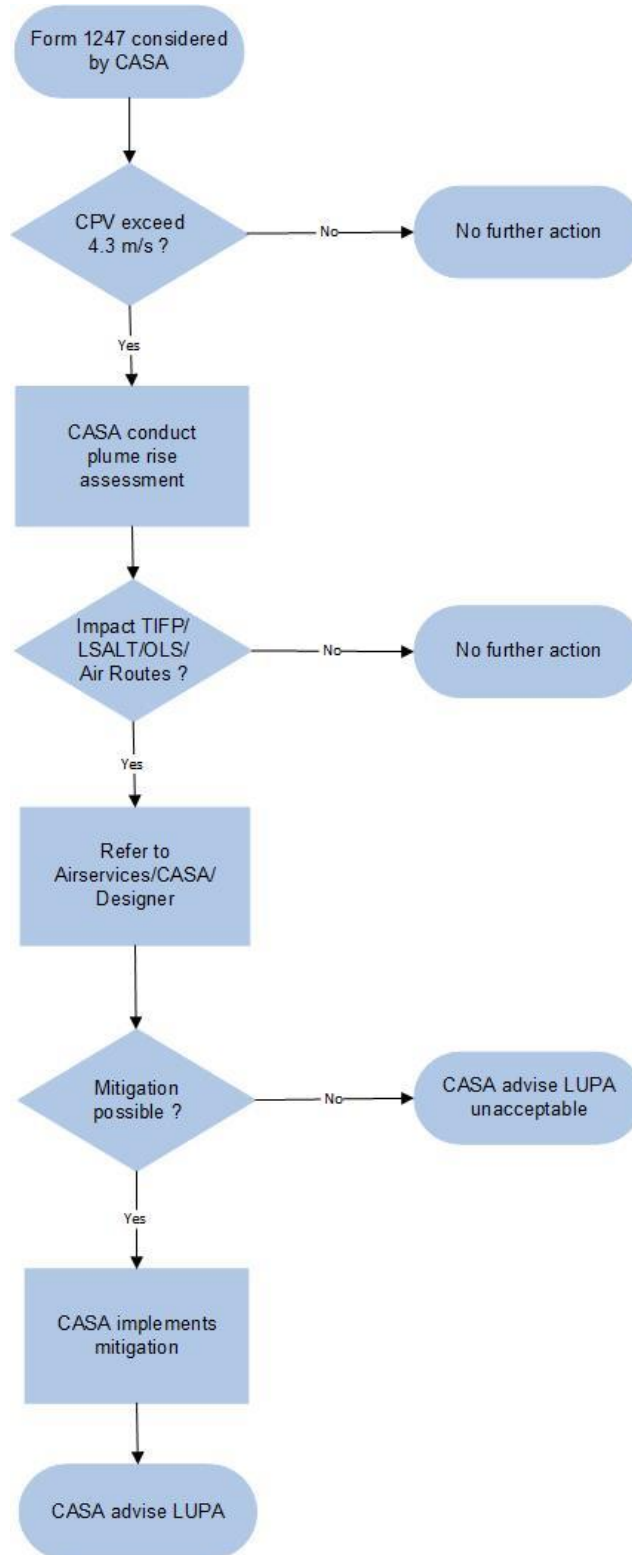 Form 1247 considered
by CASA
CPV exceed
4.3 m/s ?
No
No further action
Yes
CASA conduct
plume rise
assessment
Impact TIFP/
LSALT/OLS/
Air Routes ?
No
No further action
Yes
Refer to
Airservices/CASA/
Designer
Mitigation
possible ?
No
CASA advise LUPA
unacceptable
Yes
CASA implements
mitigation
CASA advise LUPA